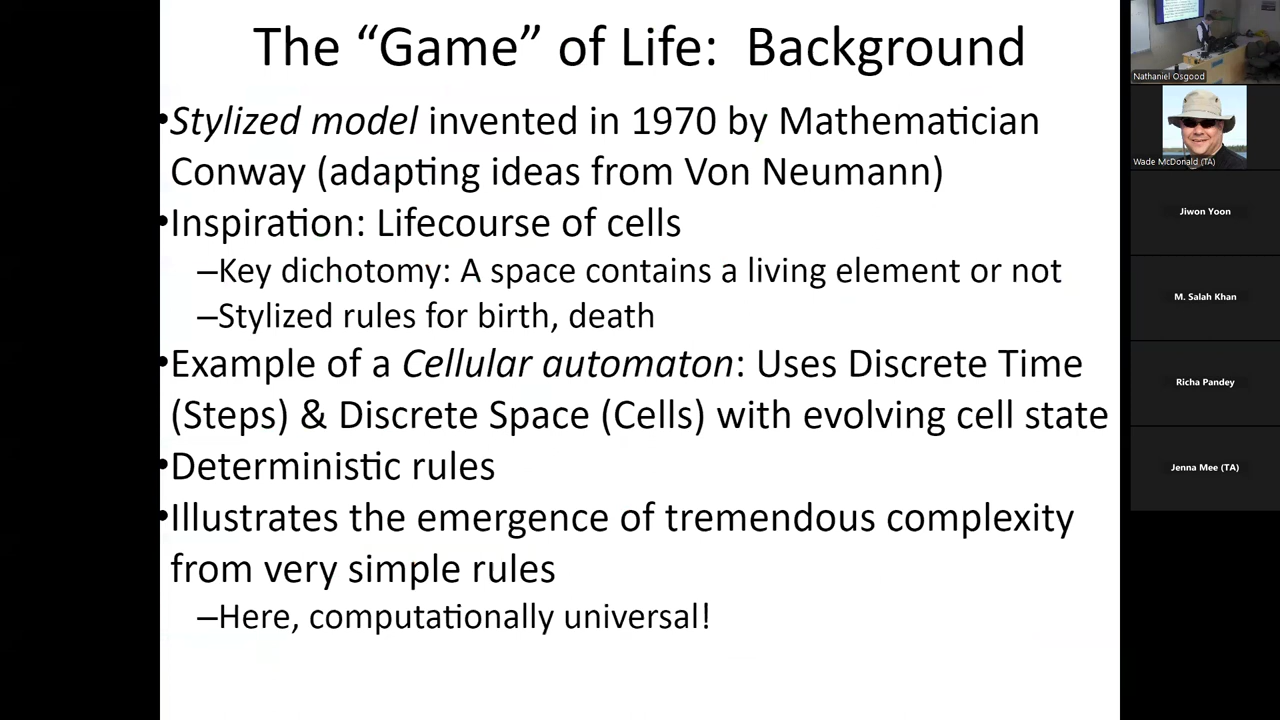 The “Game” of Life:  Background
•Stylized model invented in 1970 by Mathematician
Conway (adapting ideas from Von Neumann)
•Inspiration: Lifecourse of cells
–Key dichotomy: A space contains a living element or not
–Stylized rules for birth, death
•Example of a Cellular automaton: Uses Discrete Time
(Steps) & Discrete Space (Cells) with evolving cell state
•Deterministic rules
•Illustrates the emergence of tremendous complexity
from very simple rules
–Here, computationally universal!
Nathaniel Osgood
Wade McDonald (TA)
Jiwon Yoon
M. Salah Khan
Richa Pandey
Jenna Mee (TA)